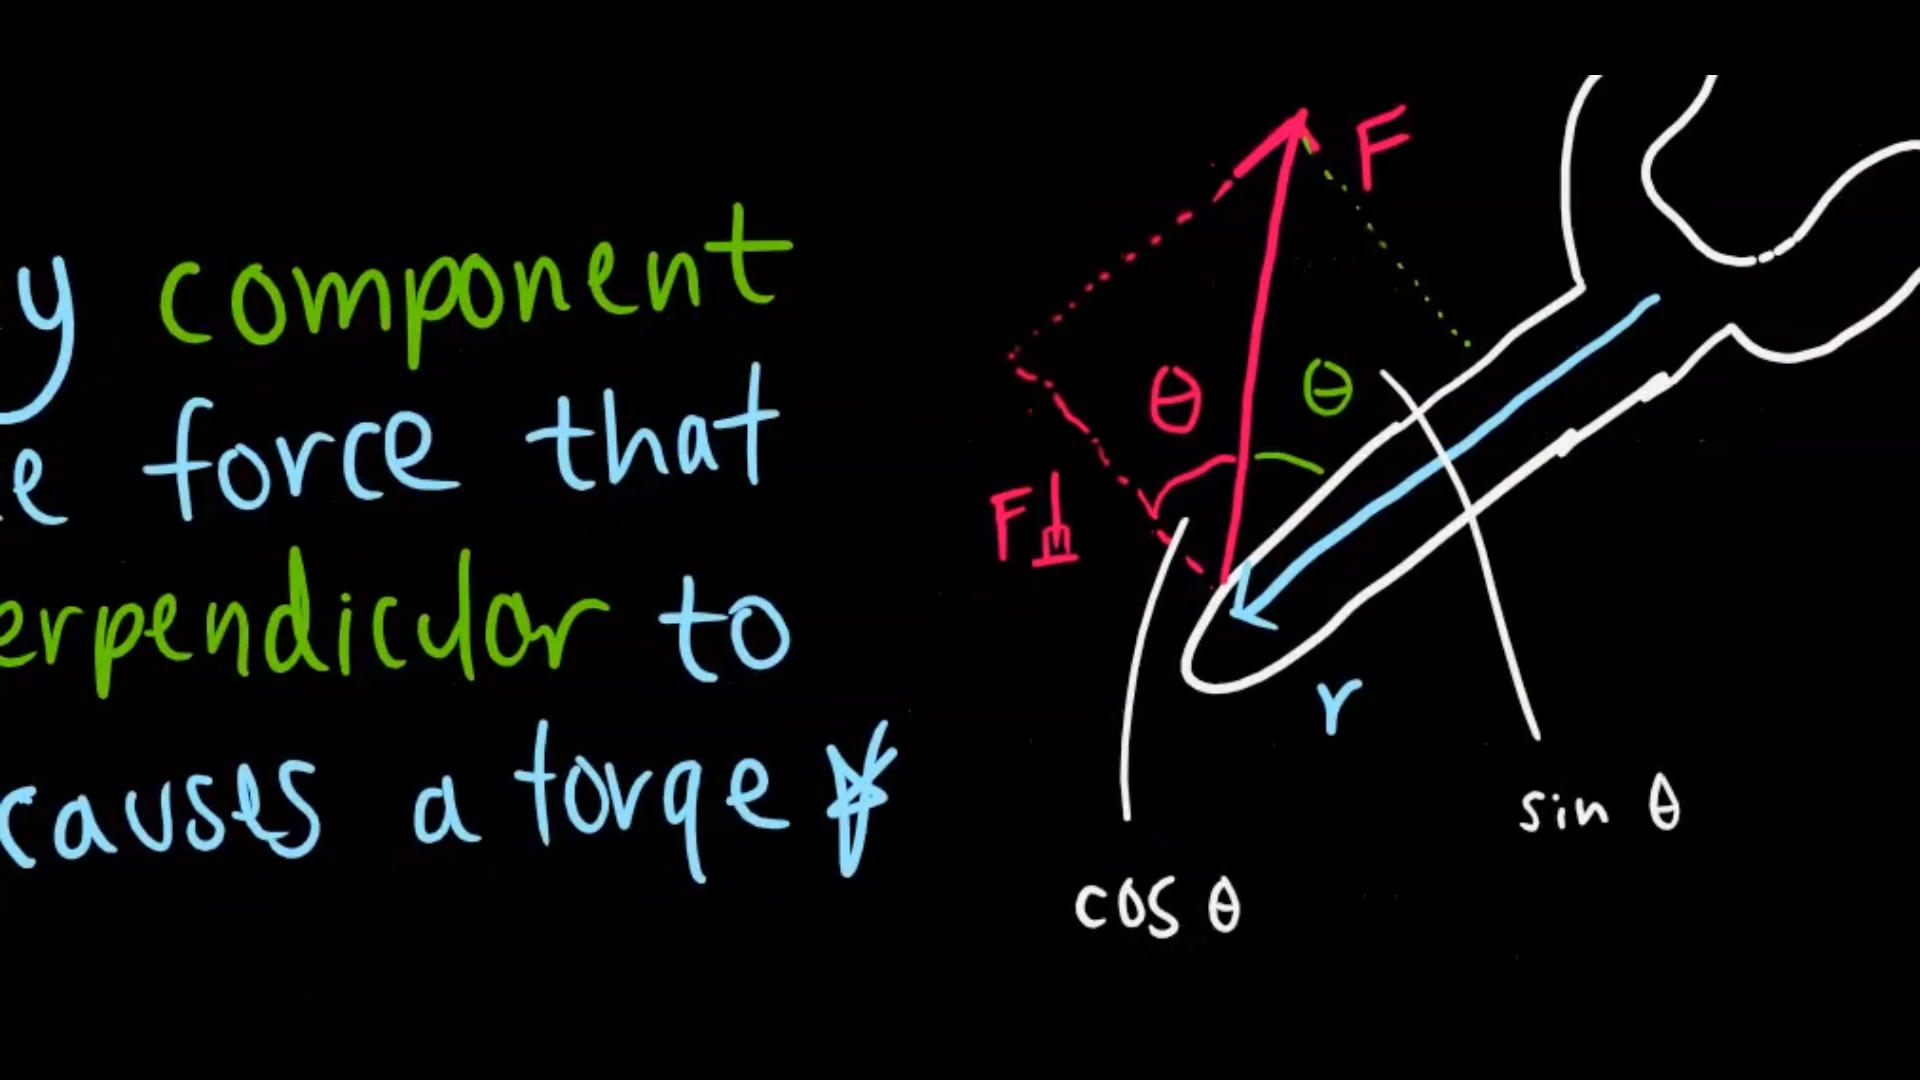 y component
e force that
erpendicular to
causes a torqe
F
θ
θ
F⊥
r
sin θ
cos θ